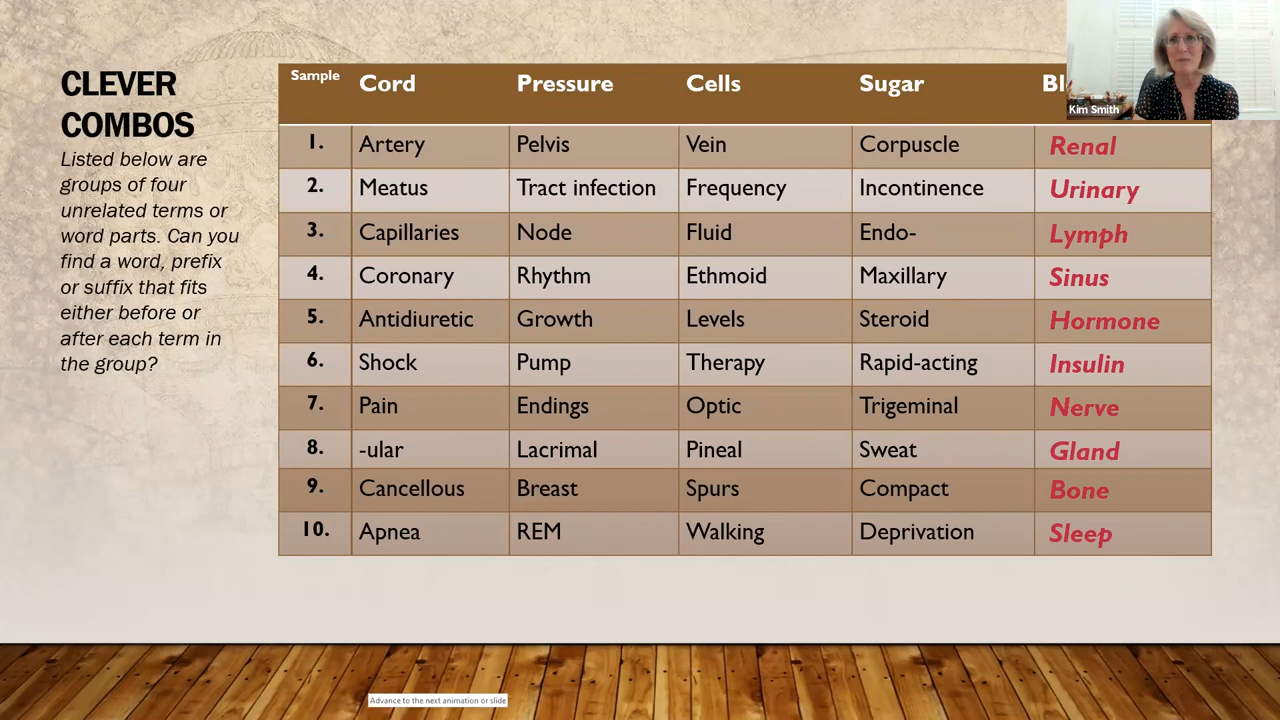 CLEVER
COMBOS
Listed below are
groups of four
unrelated terms or
word parts. Can you
find a word, prefix
or suffix that fits
either before or
after each term in
the group?
Sample Cord Pressure Cells Sugar Bl
1. Artery Pelvis Vein Corpuscle Renal
2. Meatus Tract infection Frequency Incontinence Urinary
3. Capillaries Node Fluid Endo- Lymph
4. Coronary Rhythm Ethmoid Maxillary Sinus
5. Antidiuretic Growth Levels Steroid Hormone
6. Shock Pump Therapy Rapid-acting Insulin
7. Pain Endings Optic Trigeminal Nerve
8. -ular Lacrimal Pineal Sweat Gland
9. Cancellous Breast Spurs Compact Bone
10. Apnea REM Walking Deprivation Sleep
Kim Smith
Advance to the next animation or slide